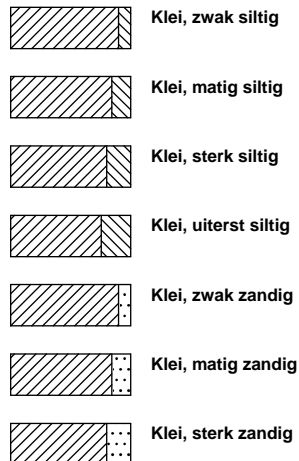 Klei, zwak siltig
Klei, matig siltig
Klei, sterk siltig
Klei, uiterst siltig
Klei, zwak zandig
Klei, matig zandig
Klei, sterk zandig